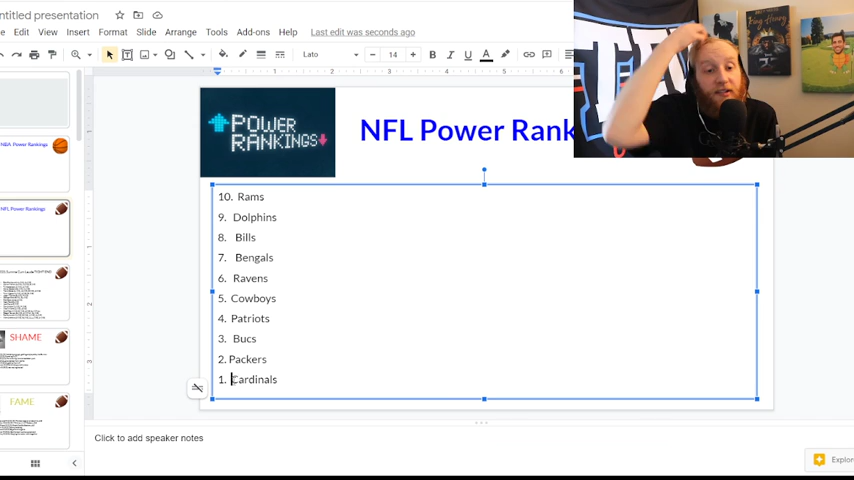 ntitled presentation
Edit View Insert Format Slide Arrange Tools Add-ons Help Last edit was seconds ago
Lato 14
NBA Power Rankings
NFL Power Rankings
SHAME
FAME
POWER
RANKINGS
NFL Power Rank
10. Rams
9. Dolphins
8. Bills
7. Bengals
6. Ravens
5. Cowboys
4. Patriots
3. Bucs
2. Packers
1. Cardinals
Click to add speaker notes
Explor